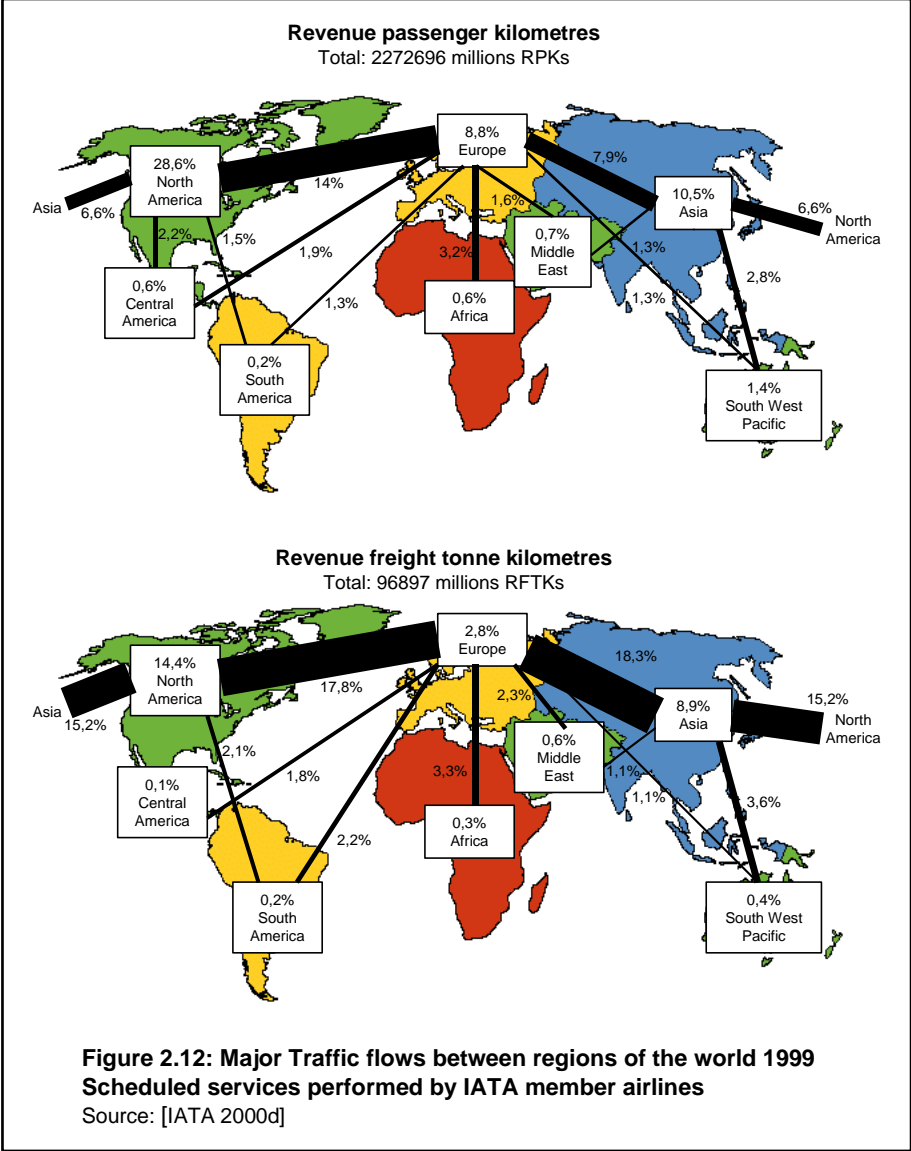 Revenue passenger kilometres
Total: 2272696 millions RPKs
8,8%
Europe
28,6%
North
America
14%
7,9%
10,5%
Asia
Asia
6,6%
6,6%
North
America
2,2%
1,5%
1,9%
1,3%
3,2%
1,6%
0,7%
Middle
East
1,3%
1,3%
2,8%
0,6%
Central
America
0,6%
Africa
0,2%
South
America
1,4%
South West
Pacific
Revenue freight tonne kilometres
Total: 96897 millions RFTKs
2,8%
Europe
14,4%
North
America
17,8%
18,3%
8,9%
Asia
Asia
15,2%
15,2%
North
America
2,1%
1,8%
2,2%
3,3%
2,3%
0,6%
Middle
East
1,1%
1,1%
3,6%
0,1%
Central
America
0,3%
Africa
0,2%
South
America
0,4%
South West
Pacific
Figure 2.12: Major Traffic flows between regions of the world 1999
Scheduled services performed by IATA member airlines
Source: [IATA 2000d]